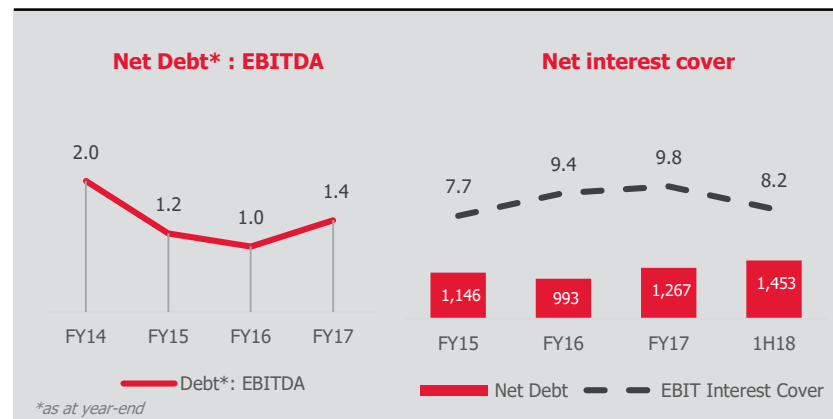 Net Debt* : EBITDA
2.0
1.2
1.0
1.4
FY14 FY15 FY16 FY17
Debt*: EBITDA
*as at year-end
Net interest cover
7.7
9.4
9.8
8.2
1,146
993
1,267
1,453
FY15 FY16 FY17 1H18
Net Debt EBIT Interest Cover